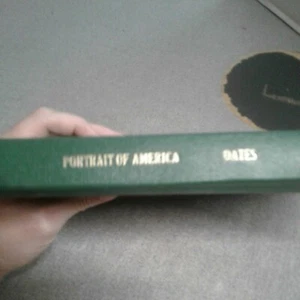 PORTRAIT OF AMERICA OATES